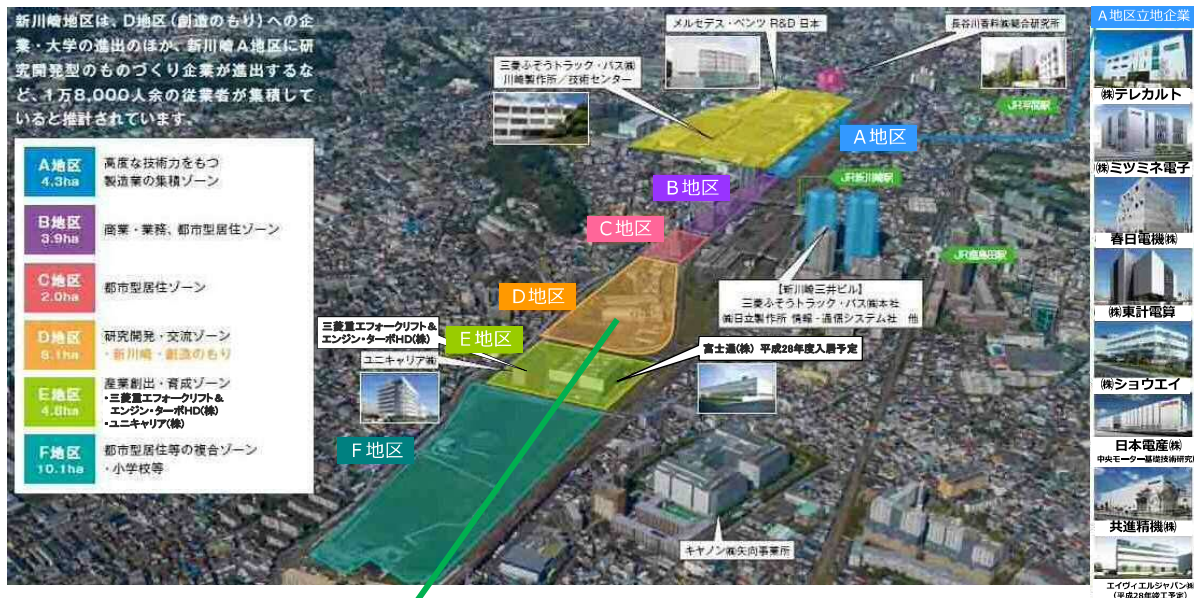 新川崎地区は、D地区（創造のもり）への企
業・大学の進出のほか、新川崎A地区に研
究開発型のものづくり企業が進出するな
ど、1万8,000人余の従業者が集積して
いると推計されています。
A地区
4.3ha
高度な技術力をもつ
製造業の集積ゾーン
B地区
3.9ha
商業・業務、都市型居住ゾーン
C地区
2.0ha
都市型居住ゾーン
D地区
8.1ha
研究開発・交流ゾーン
・新川崎・創造のもり
E地区
4.8ha
産業創出・育成ゾーン
・三菱重エフォークリフト＆
エンジン・ターボHD(株)
・ユニキャリア(株)
F地区
10.1ha
都市型居住等の複合ゾーン
・小学校等
メルセデス・ベンツ R&D 日本
長谷川香料㈱総合研究所
三菱ふそうトラック・バス㈱
川崎製作所／技術センター
JR平間駅
A地区
B地区
JR新川崎駅
C地区
JR鹿島田駅
D地区
【新川崎三井ビル】
三菱ふそうトラック・バス㈱本社
㈱日立製作所 情報・通信システム社 他
三菱重エフォークリフト＆
エンジン・ターボHD(株)
E地区
ユニキャリア㈱
富士通(株) 平成28年度入居予定
F地区
キヤノン㈱矢向事業所
A地区立地企業
㈱テレカルト
㈱ミツミネ電子
春日電機㈱
㈱東計電算
㈱ショウエイ
日本電産㈱
中央モーター基礎技術研究所
共進精機㈱
エイヴィエルジャパン㈱
(平成28年竣工予定)